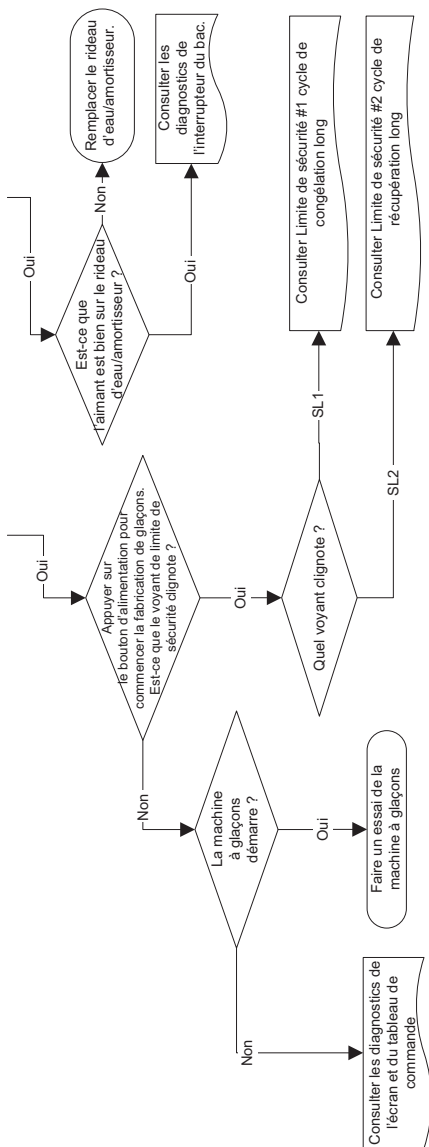 Oui
Est-ce que
l'aimant est bien sur le rideau
d'eau/amortisseur ?
Non
Remplacer le rideau
d'eau/amortisseur.
Oui
Consulter les
diagnostics de
l'interrupteur du bac.
Oui
Appuyer sur
le bouton d'alimentation pour
commencer la fabrication de glaçons.
Est-ce que le voyant de limite de
sécurité clignote ?
Oui
Quel voyant clignote ?
SL1
Consulter Limite de sécurité #1 cycle de
congélation long
SL2
Consulter Limite de sécurité #2 cycle de
récupération long
Non
La machine
à glaçons
démarre ?
Oui
Faire un essai de la
machine à glaçons
Non
Consulter les diagnostics de
l'écran et du tableau de
commande